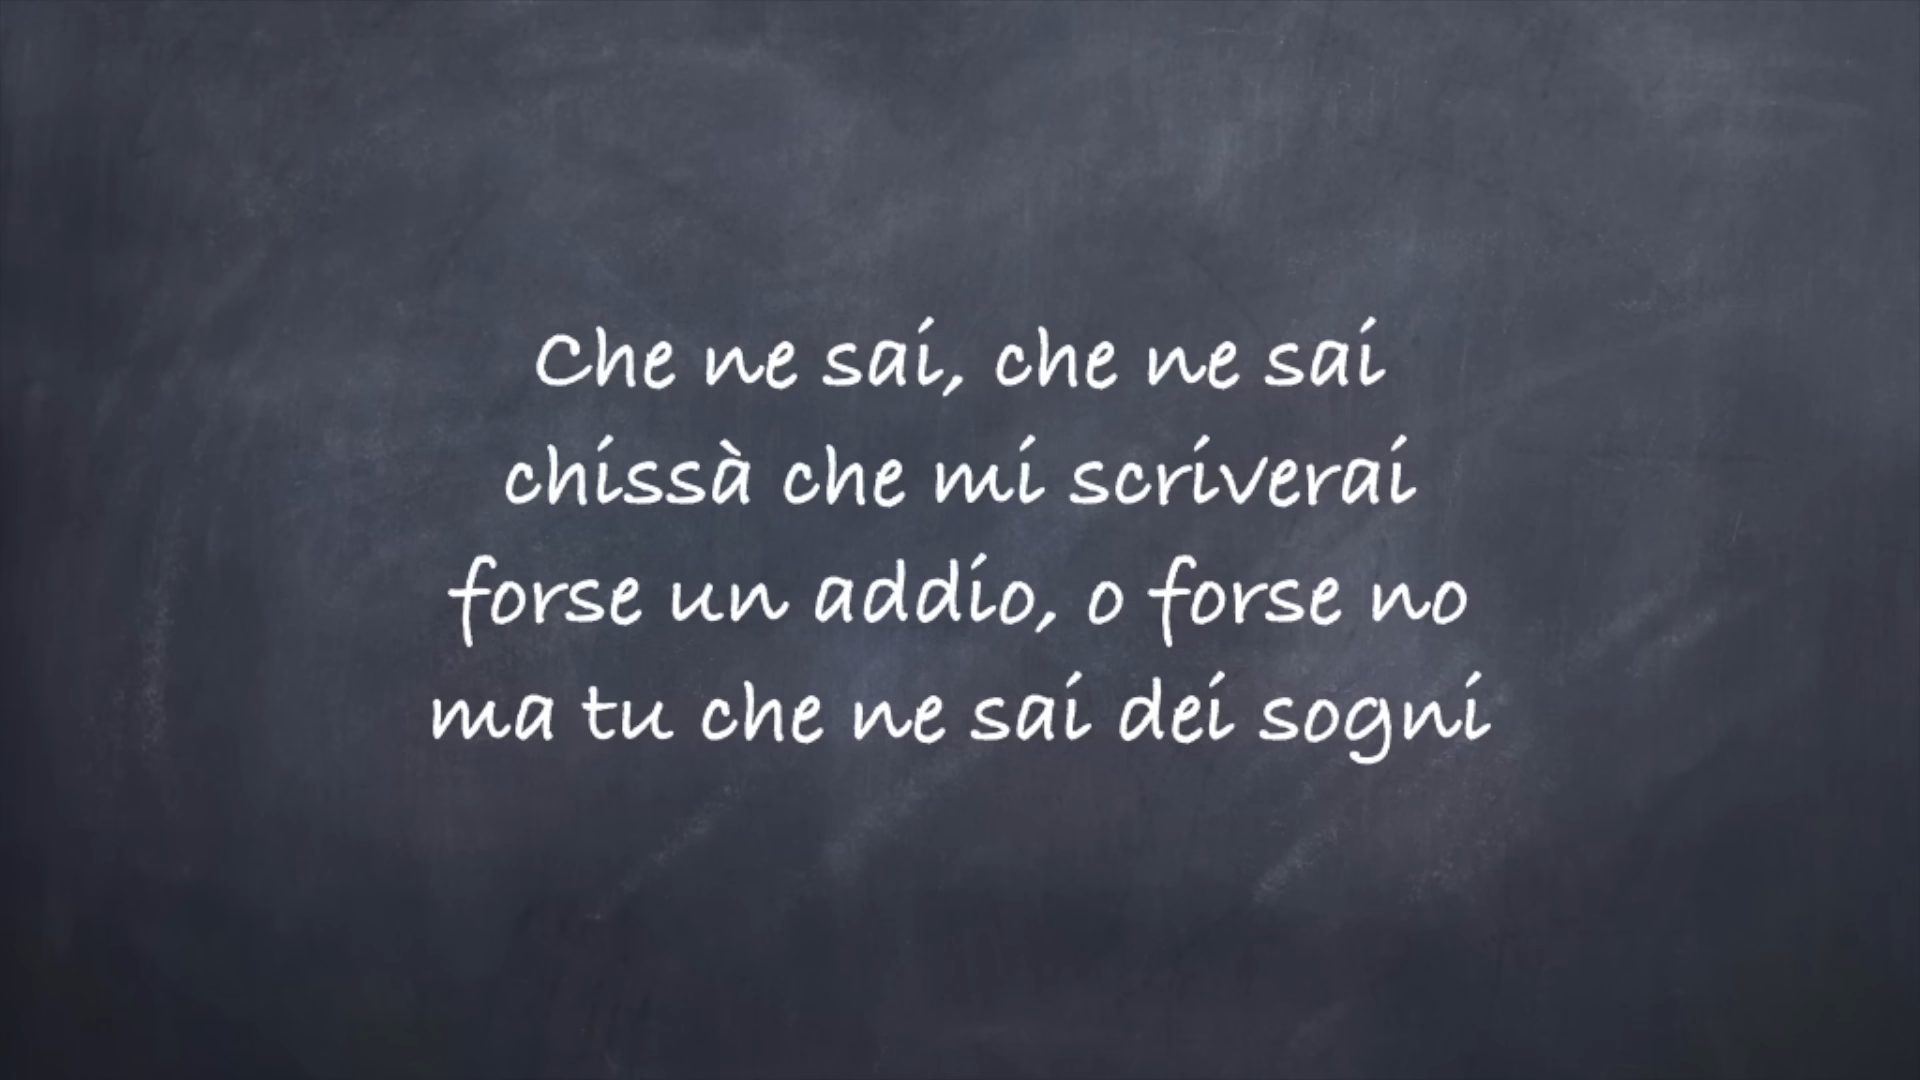 Che ne sai, che ne sai
chissà che mi scriverai
forse un addio, o forse no
ma tu che ne sai dei sogni